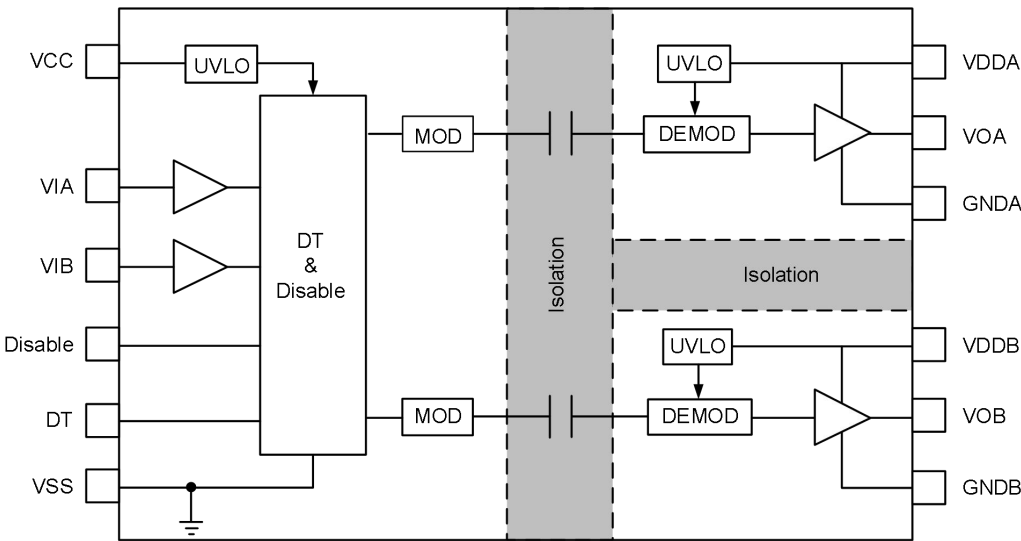 VCC
UVLO
UVLO
VDDA
MOD
DEMOD
VOA
VIA
GNDA
DT
&
Disable
VIB
Isolation
Isolation
Disable
UVLO
VDDB
DT
MOD
DEMOD
VOB
VSS
GNDB